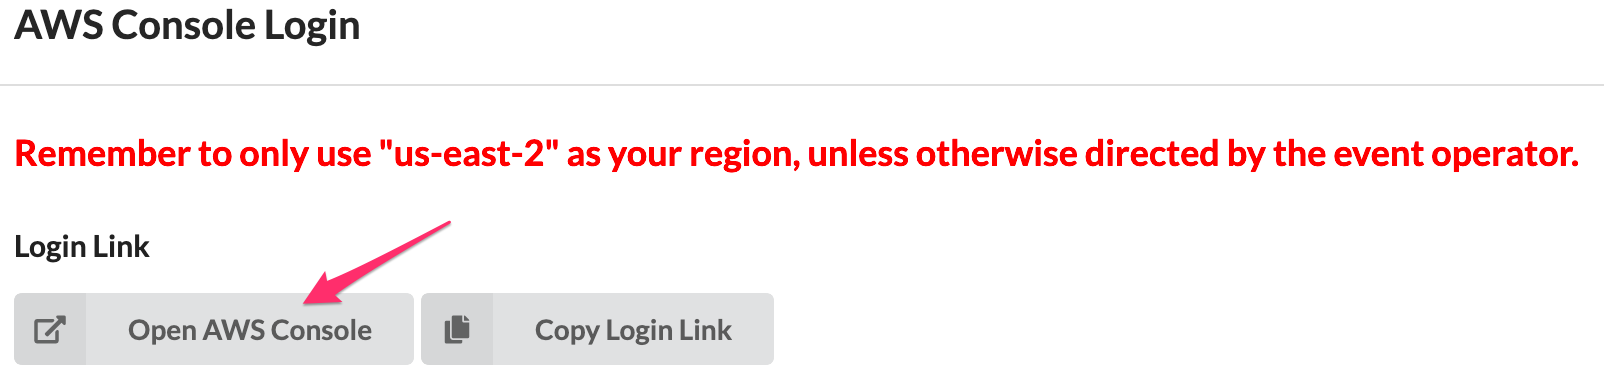 AWS Console Login
Remember to only use "us-east-2" as your region, unless otherwise directed by the event operator.
Login Link
Open AWS Console
Copy Login Link